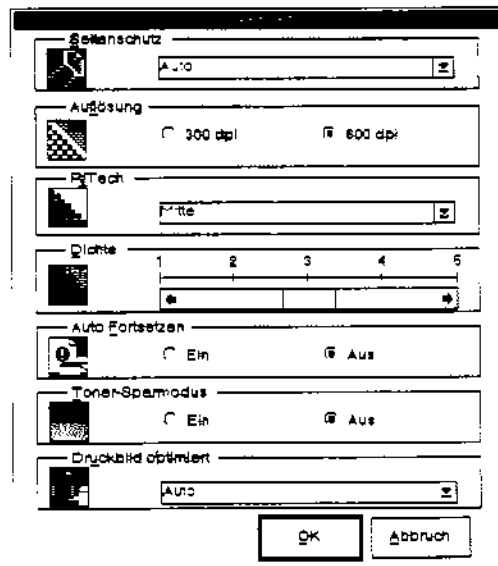 Seitenschutz
Auto
Auflösung
300 dpi 600 dpi
RiTech
Mitte
Dichte
1 2 3 4 5
Auto Fortsetzen
Ein Aus
Toner-Sparmodus
Ein Aus
Druckbild optimiert
Auto
OK Abbruch